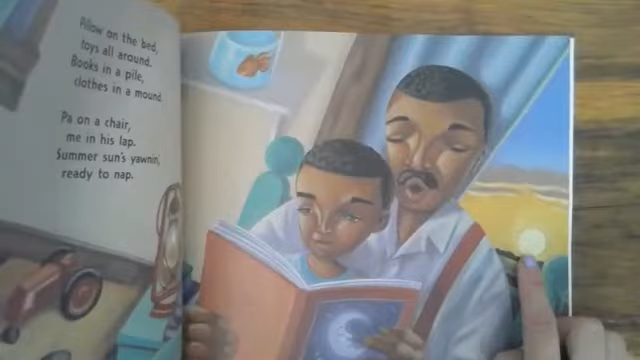 Pillow on the bed,
toys all around.
Books in a pile,
clothes in a mound
Pa on a chair,
me in his lap.
Summer sun's yawnin',
ready to nap.